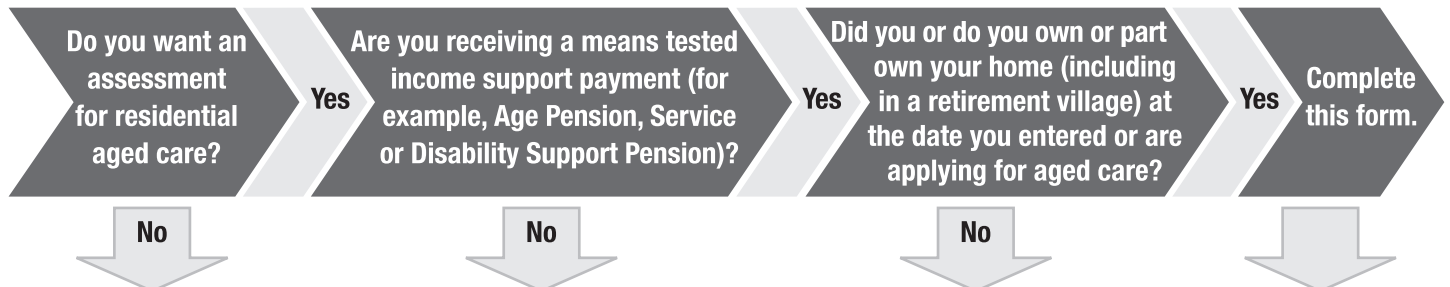 Do you want an
assessment
for residential
aged care?
Yes
Are you receiving a means tested
income support payment (for
example, Age Pension, Service
or Disability Support Pension)?
Yes
Did you or do you own or part
own your home (including
in a retirement village) at
the date you entered or are
applying for aged care?
Yes
Complete
this form.
No
No
No